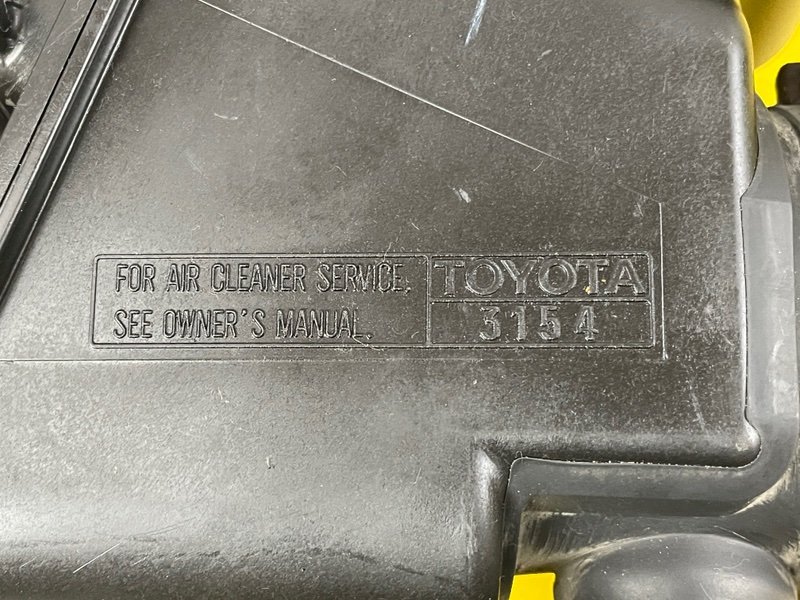 FOR AIR CLEANER SERVICE,
SEE OWNER'S MANUAL.
TOYOTA
3154